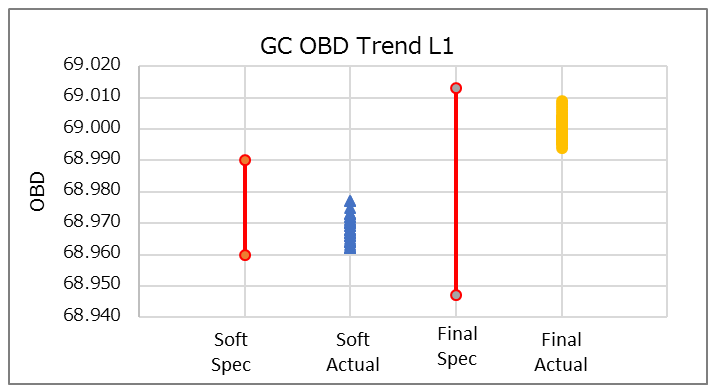 GC OBD Trend L1
69.020
69.010
69.000
68.990
68.980
68.970
68.960
68.950
68.940
OBD
Soft
Spec
Soft
Actual
Final
Spec
Final
Actual